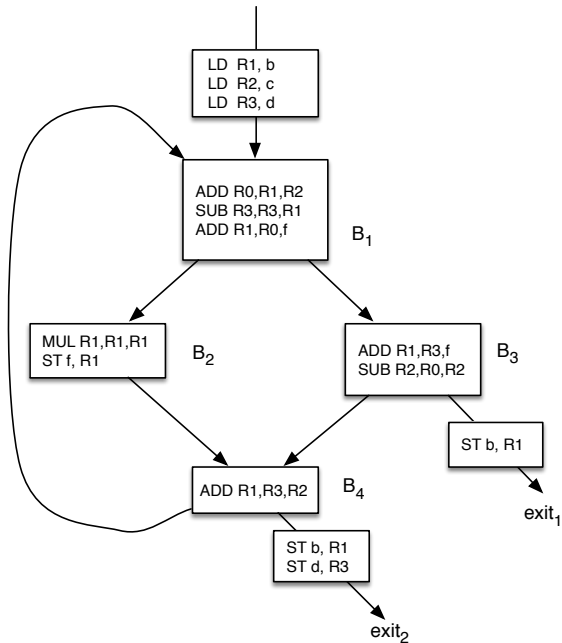 LD R1, b
LD R2, c
LD R3, d
ADD R0,R1,R2
SUB R3,R3,R1
ADD R1,R0,f
B1
MUL R1,R1,R1
ST f, R1
B2
ADD R1,R3,f
SUB R2,R0,R2
B3
ST b, R1
exit1
ADD R1,R3,R2
B4
ST b, R1
ST d, R3
exit2